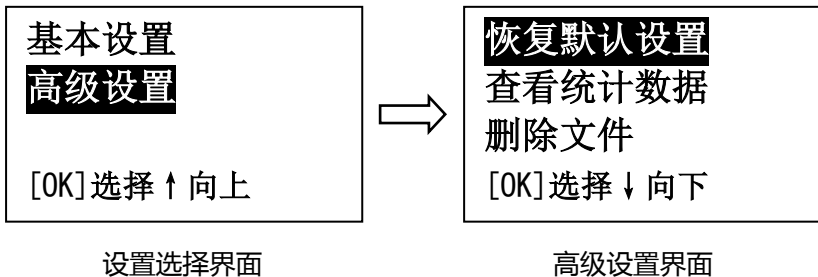 基本设置
高级设置
[OK]选择↑向上
设置选择界面
恢复默认设置
查看统计数据
删除文件
[OK]选择↓向下
高级设置界面